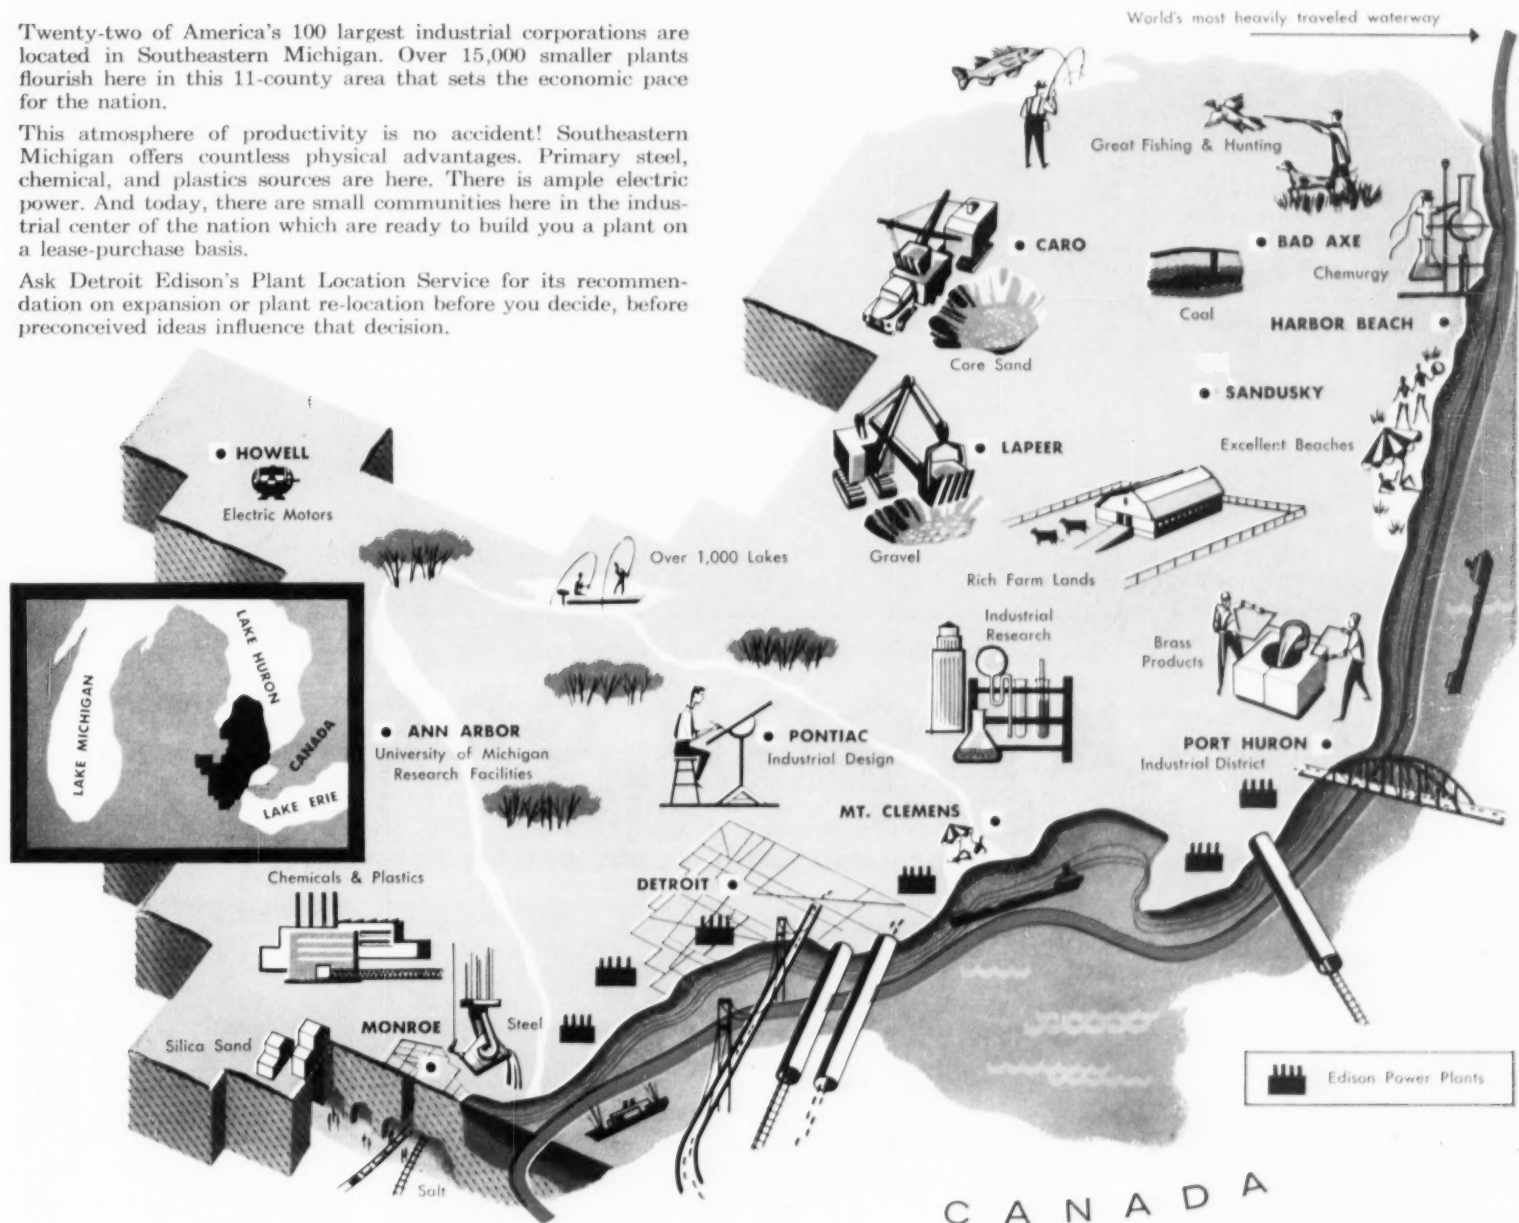 Twenty-two of America's 100 largest industrial corporations are
located in Southeastern Michigan. Over 15,000 smaller plants
flourish here in this 11-county area that sets the economic pace
for the nation.
This atmosphere of productivity is no accident! Southeastern
Michigan offers countless physical advantages. Primary steel,
chemical, and plastics sources are here. There is ample electric
power. And today, there are small communities here in the indus-
trial center of the nation which are ready to build you a plant on
a lease-purchase basis.
Ask Detroit Edison's Plant Location Service for its recommen-
dation on expansion or plant re-location before you decide, before
preconceived ideas influence that decision.
World's most heavily traveled waterway
Great Fishing & Hunting
CARO
BAD AXE
Chemurgy
Coal
HARBOR BEACH
Core Sand
SANDUSKY
Excellent Beaches
HOWELL
Electric Motors
LAPEER
Gravel
Over 1,000 Lakes
Rich Farm Lands
Industrial
Research
Brass
Products
LAKE MICHIGAN
LAKE HURON
CANADA
LAKE ERIE
ANN ARBOR
University of Michigan
Research Facilities
PONTIAC
Industrial Design
PORT HURON
Industrial District
MT. CLEMENS
Chemicals & Plastics
DETROIT
MONROE
Steel
Silica Sand
Salt
Edison Power Plants
CANADA